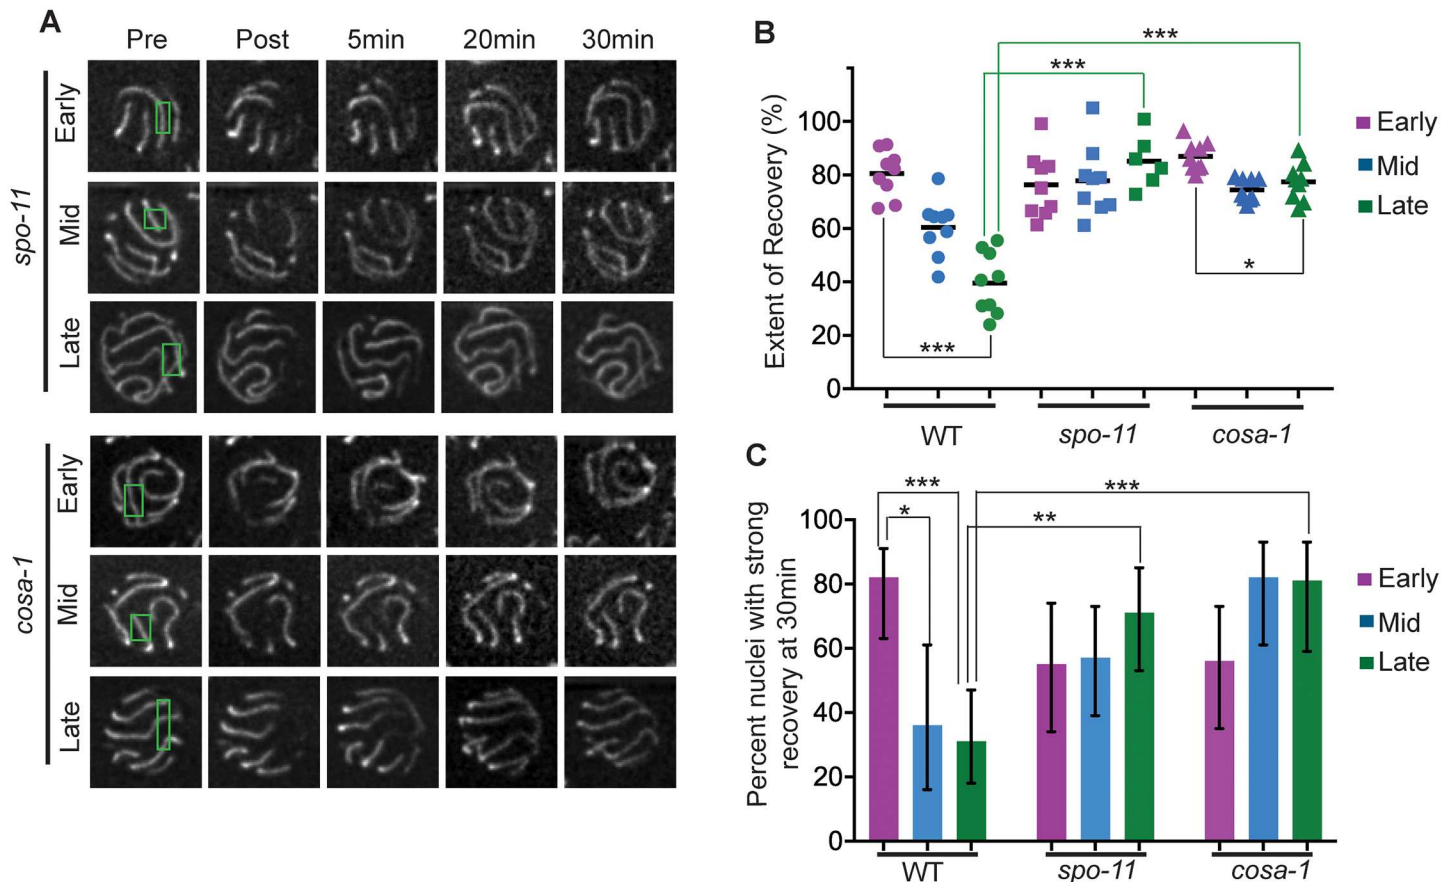 A
Pre Post 5min 20min 30min
spo-11
Early
Mid
Late
cosa-1
Early
Mid
Late
B
Extent of Recovery (%)
100
80
60
40
20
0
***
***
***
*
WT spo-11 cosa-1
Early
Mid
Late
C
Percent nuclei with strong
recovery at 30min
100
80
60
40
20
0
*** ***
* **
WT spo-11 cosa-1
Early
Mid
Late